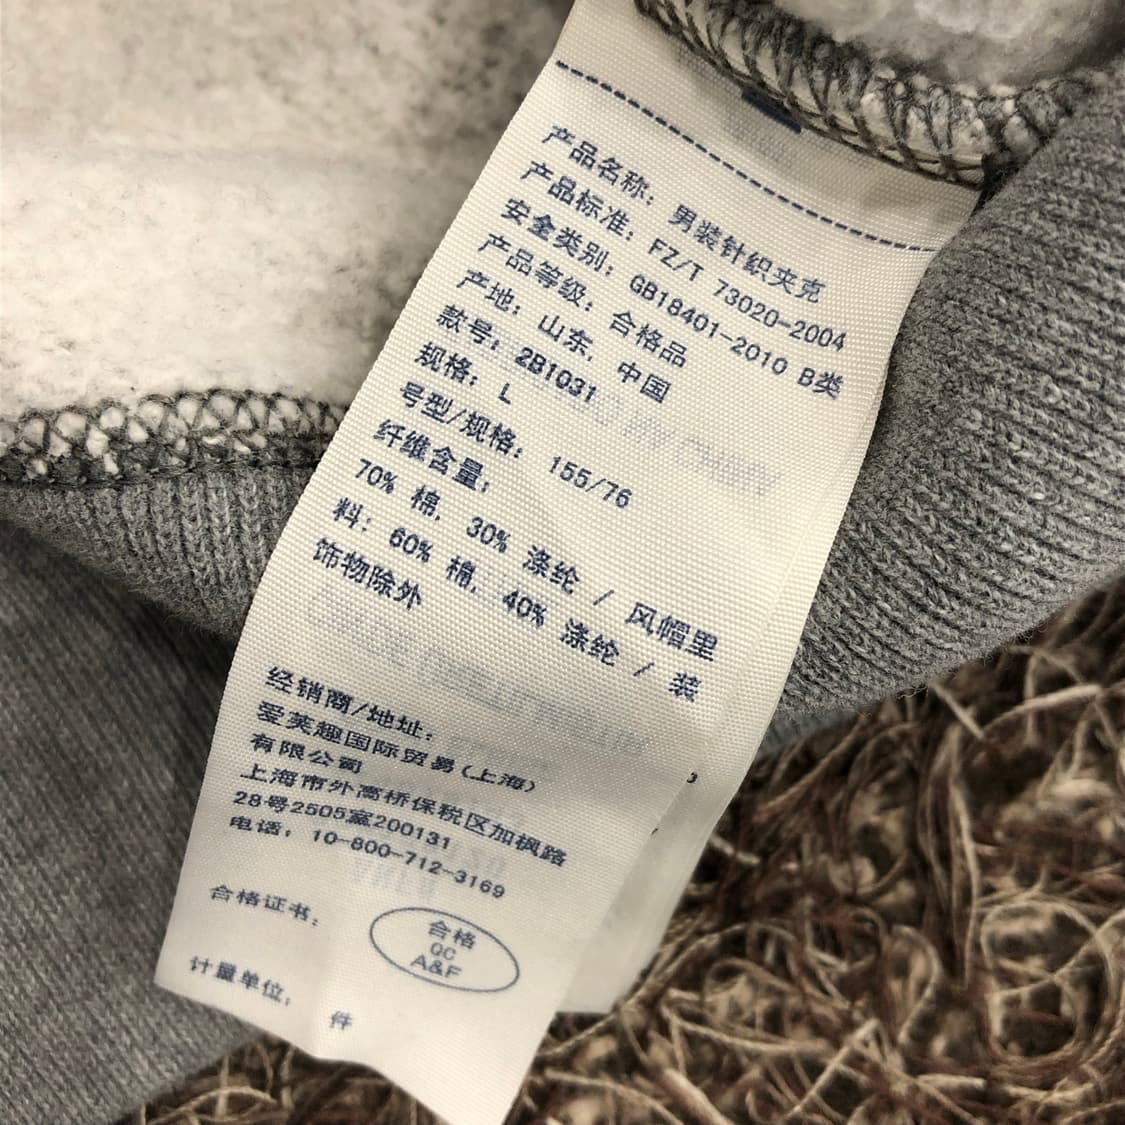 产品名称: 男装针织夹克
产品标准: FZ/T 73020-2004
安全类别: GB18401-2010 B类
产品等级: 合格品
产地: 山东, 中国
款号: 2B1031
规格: L
号型/规格: 155/76
纤维含量:
70% 棉, 30% 涤纶 / 风帽里
料: 60% 棉, 40% 涤纶 / 装
饰物除外
经销商/地址:
爱芙趣国际贸易(上海)
有限公司
上海市外高桥保税区加枫路
28号2505室200131
电话: 10-800-712-3169
合格证书:
合格
QC
A&F
计量单位: 件